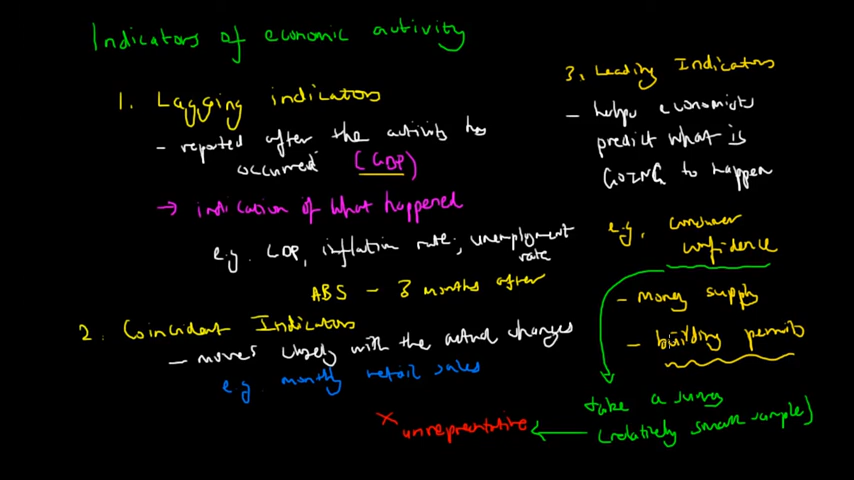 Indicators of economic activity
1. Lagging indicators
- reported after the activity has
occurred (GDP)
→ indication of what happened
e.g. GDP, inflation rate, unemployment
rate
ABS - 3 months after
2. Coincident Indicators
- moves closely with the actual changes
e.g. monthly retail sales
3. Leading Indicators
- helps economists
predict what is
GOING to happen
e.g. consumer
confidence
- money supply
- building permits
take a survey
(relatively small sample)
× unrepresentative